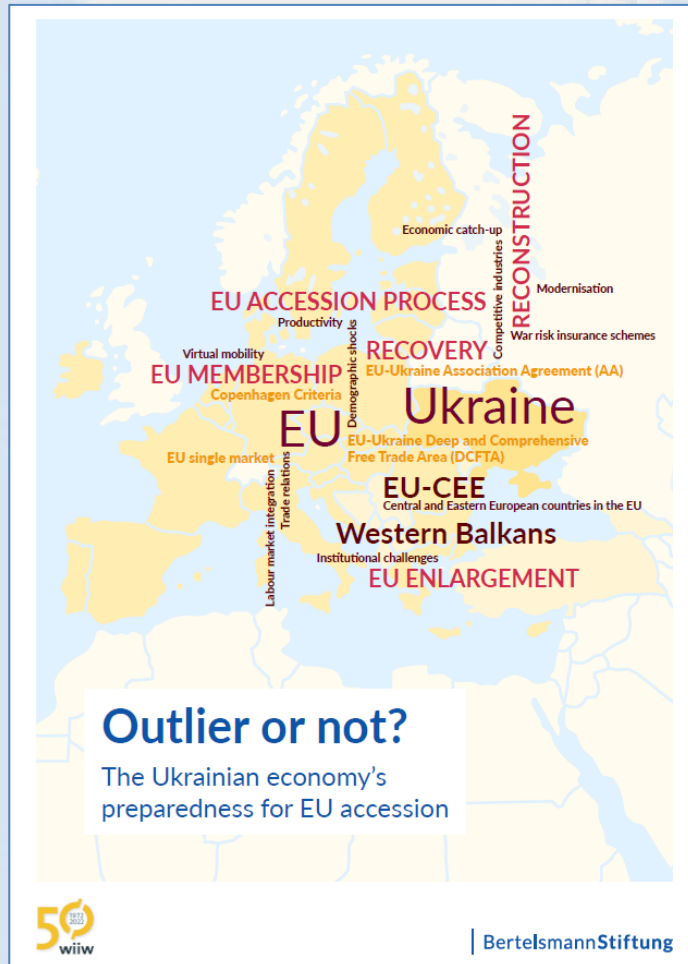 RECONSTRUCTION
Economic catch-up
Competitive industries
Modernisation
EU ACCESSION PROCESS
Productivity
War risk insurance schemes
Demographic shocks
Virtual mobility
RECOVERY
EU MEMBERSHIP
EU-Ukraine Association Agreement (AA)
Copenhagen Criteria
Ukraine
EU
EU-Ukraine Deep and Comprehensive
Free Trade Area (DCFTA)
EU single market
Trade relations
Labour market integration
EU-CEE
Central and Eastern European countries in the EU
Western Balkans
Institutional challenges
EU ENLARGEMENT
Outlier or not?
The Ukrainian economy's
preparedness for EU accession
50
1972
2022
wiiw
BertelsmannStiftung